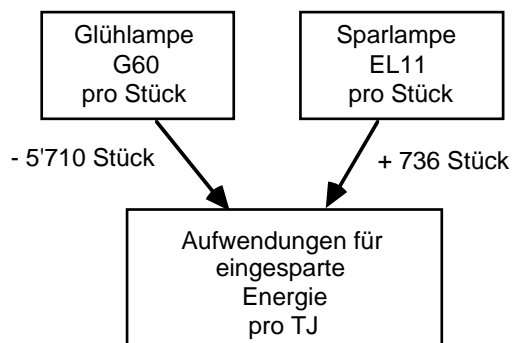 Glühlampe
G60
pro Stück
Sparlampe
EL11
pro Stück
- 5'710 Stück
+ 736 Stück
Aufwendungen für
eingesparte
Energie
pro TJ